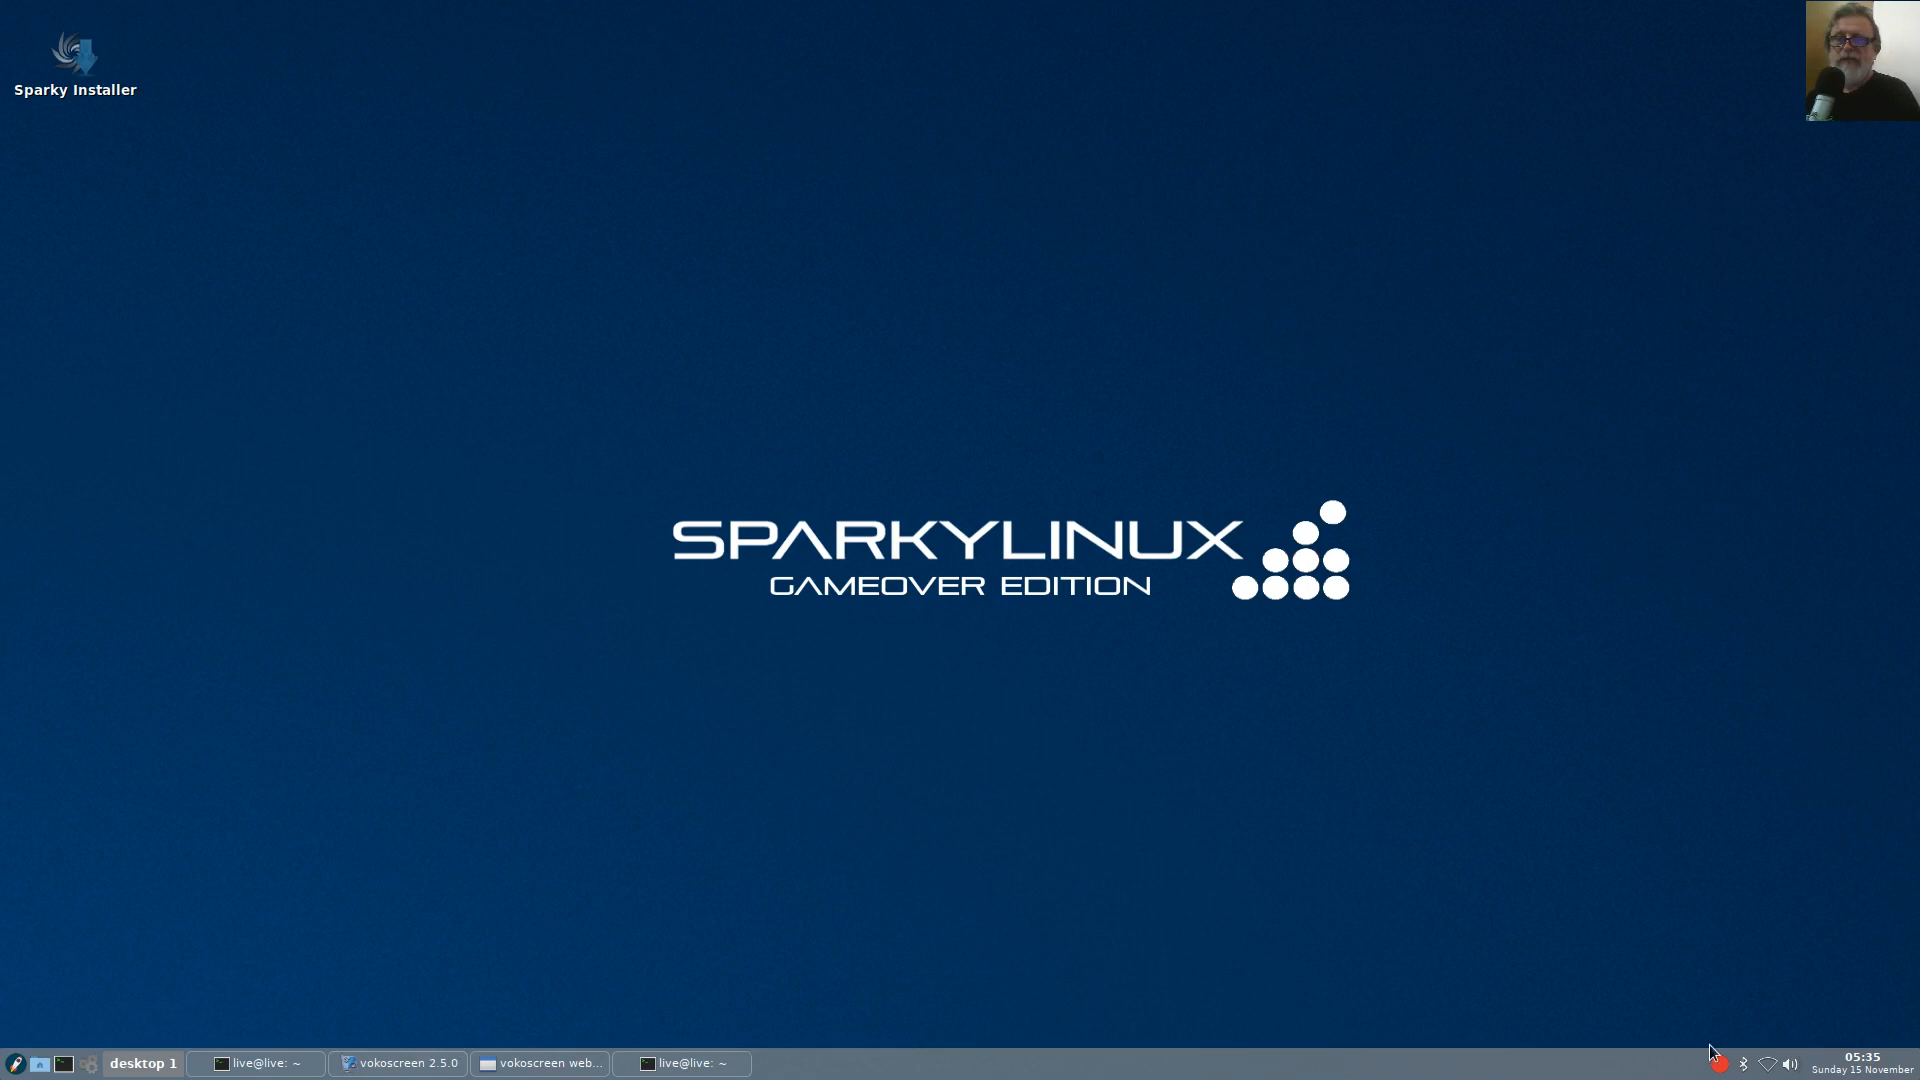 Sparky Installer
SPARKYLINUX
GAMEOVER EDITION
desktop 1
live@live: ~
vokoscreen 2.5.0
vokoscreen web...
live@live: ~
05:35
Sunday 15 November